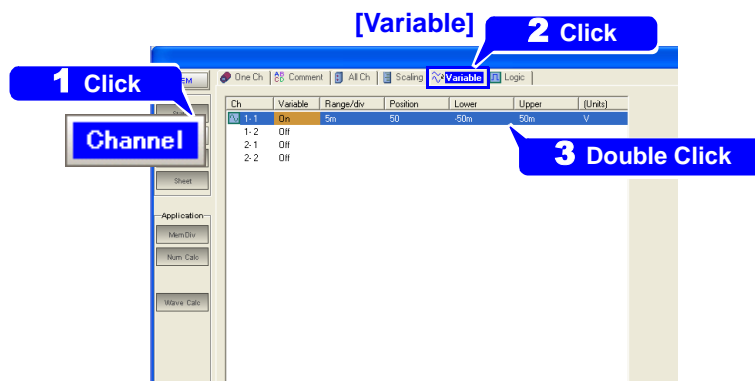 [Variable]
2 Click
1 Click
EM
One Ch Comment All Ch Scaling Variable Logic
Channel
Ch Variable Range/div Position Lower Upper (Units)
1- 1 On 5m 50 -50m 50m V
1- 2 Off
2- 1 Off
2- 2 Off
3 Double Click
Sheet
Application
MemDiv
Num Calc
Wave Calc